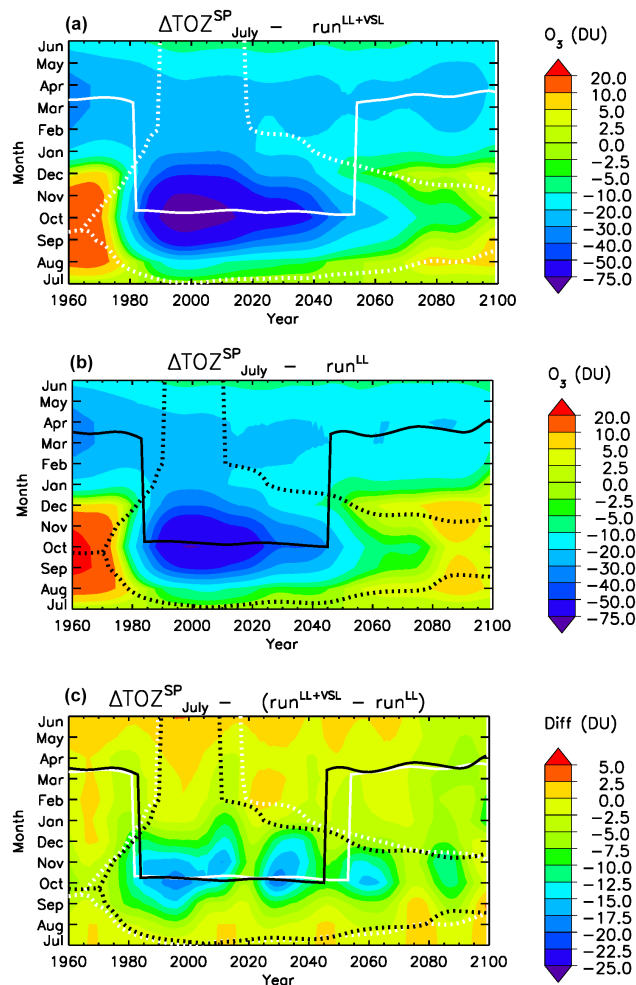 (a) ΔTOZ^SP_July – run^LL+VSL
O₃ (DU)
Jun
May
Apr
Mar
Feb
Jan
Dec
Nov
Oct
Sep
Aug
Jul
Month
1960 1980 2000 2020 2040 2060 2080 2100
Year
20.0
10.0
5.0
2.5
0.0
−2.5
−5.0
−10.0
−20.0
−30.0
−40.0
−50.0
−75.0
(b) ΔTOZ^SP_July – run^LL
O₃ (DU)
Jun
May
Apr
Mar
Feb
Jan
Dec
Nov
Oct
Sep
Aug
Jul
Month
1960 1980 2000 2020 2040 2060 2080 2100
Year
20.0
10.0
5.0
2.5
0.0
−2.5
−5.0
−10.0
−20.0
−30.0
−40.0
−50.0
−75.0
(c) ΔTOZ^SP_July – (run^LL+VSL – run^LL)
Diff (DU)
Jun
May
Apr
Mar
Feb
Jan
Dec
Nov
Oct
Sep
Aug
Jul
Month
1960 1980 2000 2020 2040 2060 2080 2100
Year
5.0
2.5
0.0
−2.5
−5.0
−7.5
−10.0
−12.5
−15.0
−17.5
−20.0
−22.5
−25.0